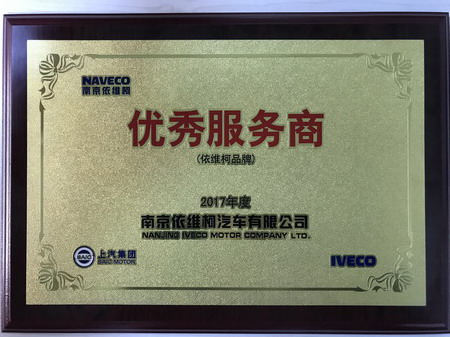 NAVECO
南京依维柯
优秀服务商
(依维柯品牌)
2017年度
南京依维柯汽车有限公司
NANJING IVECO MOTOR COMPANY LTD.
SAIC
上汽集团
SAIC MOTOR
IVECO